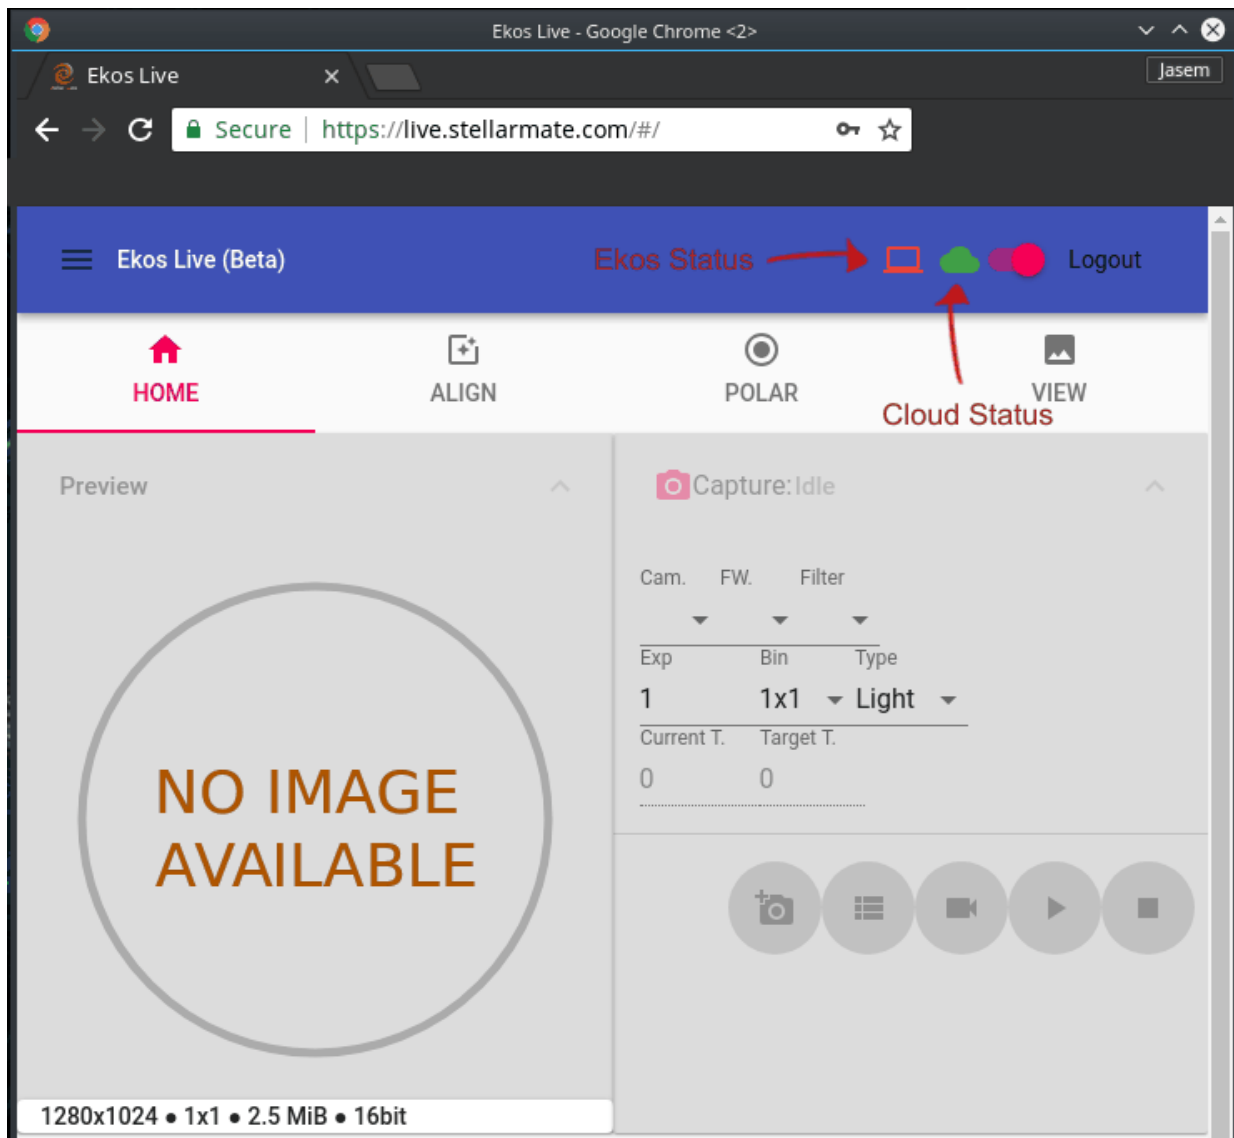 Ekos Live - Google Chrome <2>
Ekos Live
Jasem
Secure | https://live.stellarmate.com/#/
Ekos Live (Beta)
Ekos Status
Logout
HOME
ALIGN
POLAR
VIEW
Cloud Status
Preview
Capture: Idle
Cam. FW. Filter
Exp Bin Type
1 1x1 Light
Current T. Target T.
0 0
NO IMAGE
AVAILABLE
1280x1024 ● 1x1 ● 2.5 MiB ● 16bit